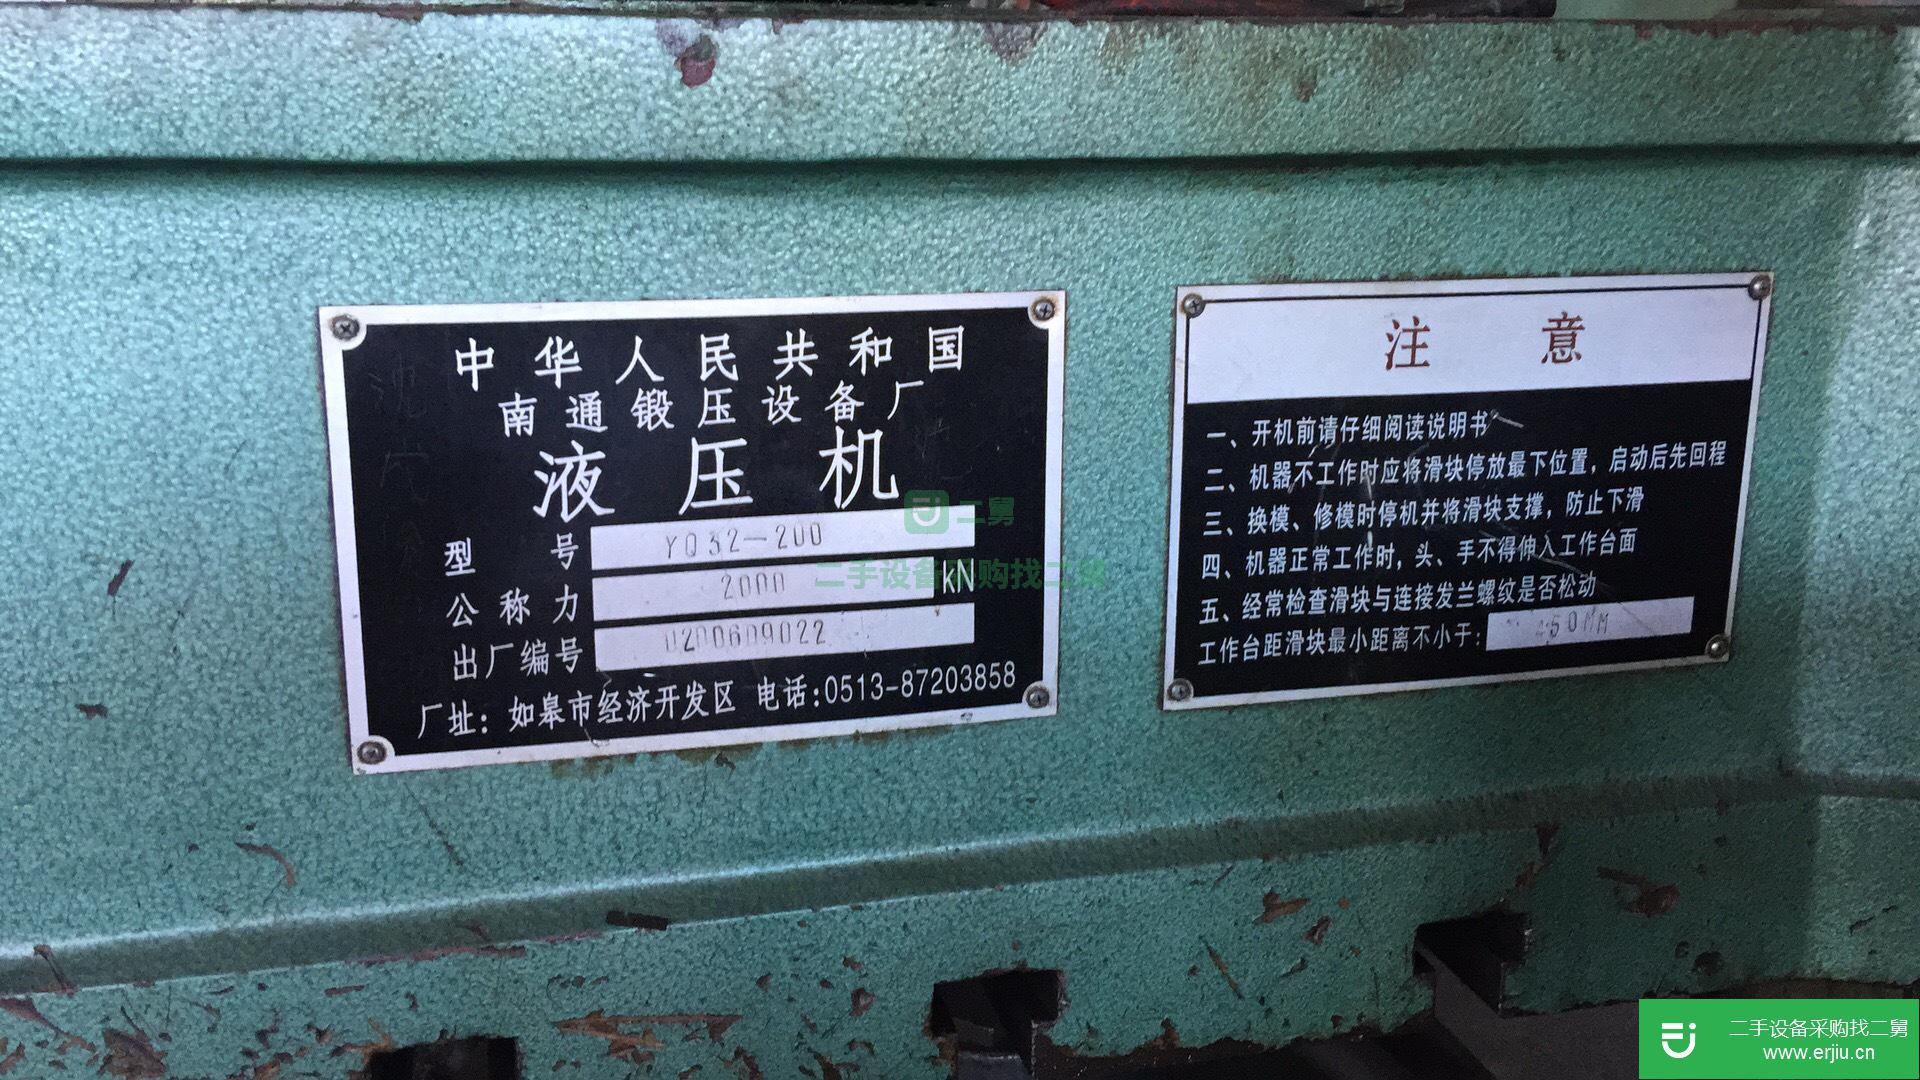 中华人民共和国
南通锻压设备厂
液压机
型号 YQ32-200
公称力 2000 kN
出厂编号 0200609022
厂址：如皋市经济开发区 电话:0513-87203858
注意
一、开机前请仔细阅读说明书
二、机器不工作时应将滑块停放最下位置，启动后先回程
三、换模、修模时停机并将滑块支撑，防止下滑
四、机器正常工作时，头、手不得伸入工作台面
五、经常检查滑块与连接发兰螺纹是否松动
工作台距滑块最小距离不小于:
二舅
二手设备采购找二舅
二手设备采购找二舅
www.erjiu.cn